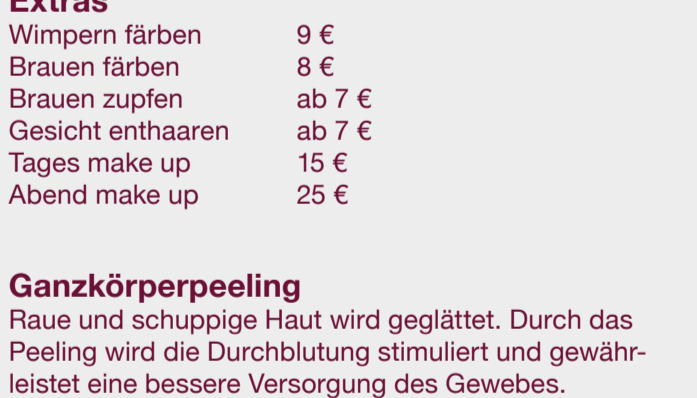 Extras
Wimpern färben 9 €
Brauen färben 8 €
Brauen zupfen ab 7 €
Gesicht enthaaren ab 7 €
Tages make up 15 €
Abend make up 25 €
Ganzkörperpeeling
Raue und schuppige Haut wird geglättet. Durch das
Peeling wird die Durchblutung stimuliert und gewähr-
leistet eine bessere Versorgung des Gewebes.